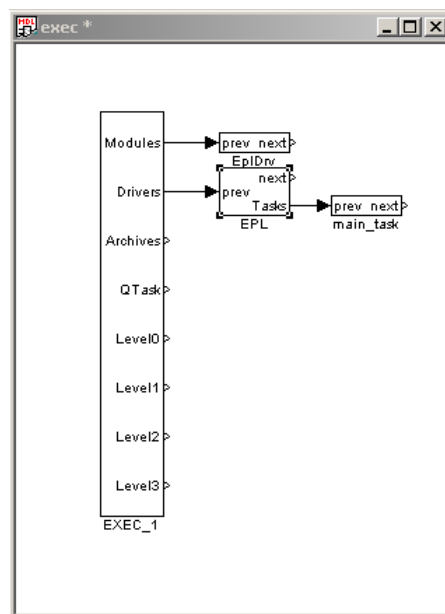 MDL exec *
Modules
prev next
EplDrv
Drivers
next
prev
Tasks
EPL
prev next
main_task
Archives
QTask
Level0
Level1
Level2
Level3
EXEC_1